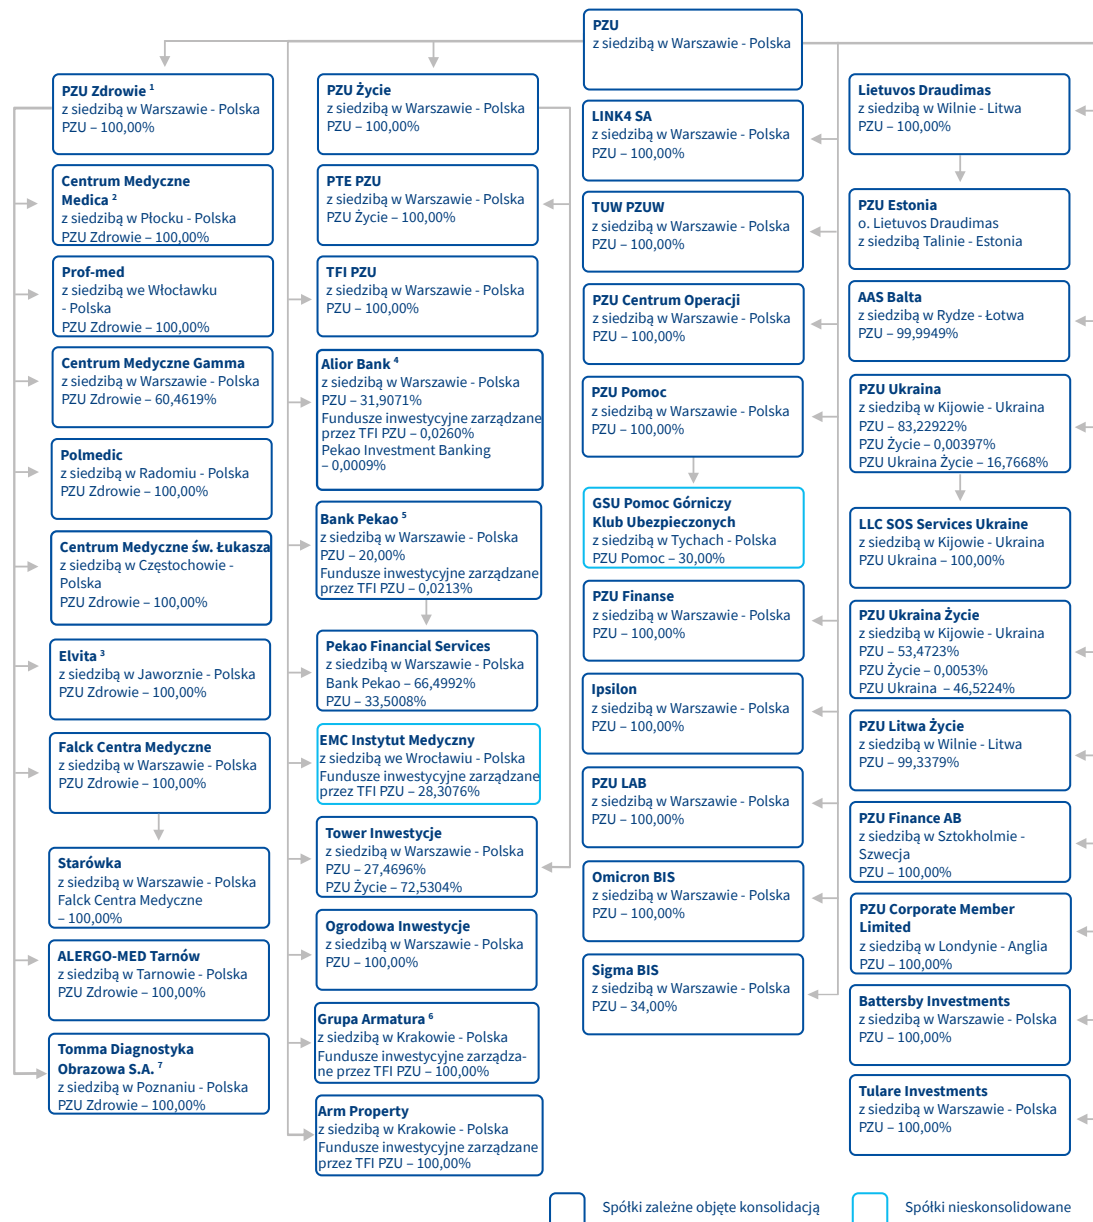 PZU
z siedzibą w Warszawie - Polska
PZU Zdrowie ¹
z siedzibą w Warszawie - Polska
PZU – 100,00%
Centrum Medyczne
Medica ²
z siedzibą w Płocku - Polska
PZU Zdrowie – 100,00%
Prof-med
z siedzibą we Włocławku
- Polska
PZU Zdrowie – 100,00%
Centrum Medyczne Gamma
z siedzibą w Warszawie - Polska
PZU Zdrowie – 60,4619%
Polmedic
z siedzibą w Radomiu - Polska
PZU Zdrowie – 100,00%
Centrum Medyczne św. Łukasza
z siedzibą w Częstochowie -
Polska
PZU Zdrowie – 100,00%
Elvita ³
z siedzibą w Jaworznie - Polska
PZU Zdrowie – 100,00%
Falck Centra Medyczne
z siedzibą w Warszawie - Polska
PZU Zdrowie – 100,00%
Starówka
z siedzibą w Warszawie - Polska
Falck Centra Medyczne
– 100,00%
ALERGO-MED Tarnów
z siedzibą w Tarnowie - Polska
PZU Zdrowie – 100,00%
Tomma Diagnostyka
Obrazowa S.A. ⁷
z siedzibą w Poznaniu - Polska
PZU Zdrowie – 100,00%
PZU Życie
z siedzibą w Warszawie - Polska
PZU – 100,00%
PTE PZU
z siedzibą w Warszawie - Polska
PZU Życie – 100,00%
TFI PZU
z siedzibą w Warszawie - Polska
PZU – 100,00%
Alior Bank ⁴
z siedzibą w Warszawie - Polska
PZU – 31,9071%
Fundusze inwestycyjne zarządzane
przez TFI PZU – 0,0260%
Pekao Investment Banking
– 0,0009%
Bank Pekao ⁵
z siedzibą w Warszawie - Polska
PZU – 20,00%
Fundusze inwestycyjne zarządzane
przez TFI PZU – 0,0213%
Pekao Financial Services
z siedzibą w Warszawie - Polska
Bank Pekao – 66,4992%
PZU – 33,5008%
EMC Instytut Medyczny
z siedzibą we Wrocławiu - Polska
Fundusze inwestycyjne zarządzane
przez TFI PZU – 28,3076%
Tower Inwestycje
z siedzibą w Warszawie - Polska
PZU – 27,4696%
PZU Życie – 72,5304%
Ogrodowa Inwestycje
z siedzibą w Warszawie - Polska
PZU – 100,00%
Grupa Armatura ⁶
z siedzibą w Krakowie - Polska
Fundusze inwestycyjne zarządza-
ne przez TFI PZU – 100,00%
Arm Property
z siedzibą w Krakowie - Polska
Fundusze inwestycyjne zarządzane
przez TFI PZU – 100,00%
LINK4 SA
z siedzibą w Warszawie - Polska
PZU – 100,00%
TUW PZUW
z siedzibą w Warszawie - Polska
PZU – 100,00%
PZU Centrum Operacji
z siedzibą w Warszawie - Polska
PZU – 100,00%
PZU Pomoc
z siedzibą w Warszawie - Polska
PZU – 100,00%
GSU Pomoc Górniczy
Klub Ubezpieczonych
z siedzibą w Tychach - Polska
PZU Pomoc – 30,00%
PZU Finanse
z siedzibą w Warszawie - Polska
PZU – 100,00%
Ipsilon
z siedzibą w Warszawie - Polska
PZU – 100,00%
PZU LAB
z siedzibą w Warszawie - Polska
PZU – 100,00%
Omicron BIS
z siedzibą w Warszawie - Polska
PZU – 100,00%
Sigma BIS
z siedzibą w Warszawie - Polska
PZU – 34,00%
Lietuvos Draudimas
z siedzibą w Wilnie - Litwa
PZU – 100,00%
PZU Estonia
o. Lietuvos Draudimas
z siedzibą Talinie - Estonia
AAS Balta
z siedzibą w Rydze - Łotwa
PZU – 99,9949%
PZU Ukraina
z siedzibą w Kijowie - Ukraina
PZU – 83,22922%
PZU Życie – 0,00397%
PZU Ukraina Życie – 16,7668%
LLC SOS Services Ukraine
z siedzibą w Kijowie - Ukraina
PZU Ukraina – 100,00%
PZU Ukraina Życie
z siedzibą w Kijowie - Ukraina
PZU – 53,4723%
PZU Życie – 0,0053%
PZU Ukraina – 46,5224%
PZU Litwa Życie
z siedzibą w Wilnie - Litwa
PZU – 99,3379%
PZU Finance AB
z siedzibą w Sztokholmie -
Szwecja
PZU – 100,00%
PZU Corporate Member
Limited
z siedzibą w Londynie - Anglia
PZU – 100,00%
Battersby Investments
z siedzibą w Warszawie - Polska
PZU – 100,00%
Tulare Investments
z siedzibą w Warszawie - Polska
PZU – 100,00%
Spółki zależne objęte konsolidacją
Spółki nieskonsolidowane